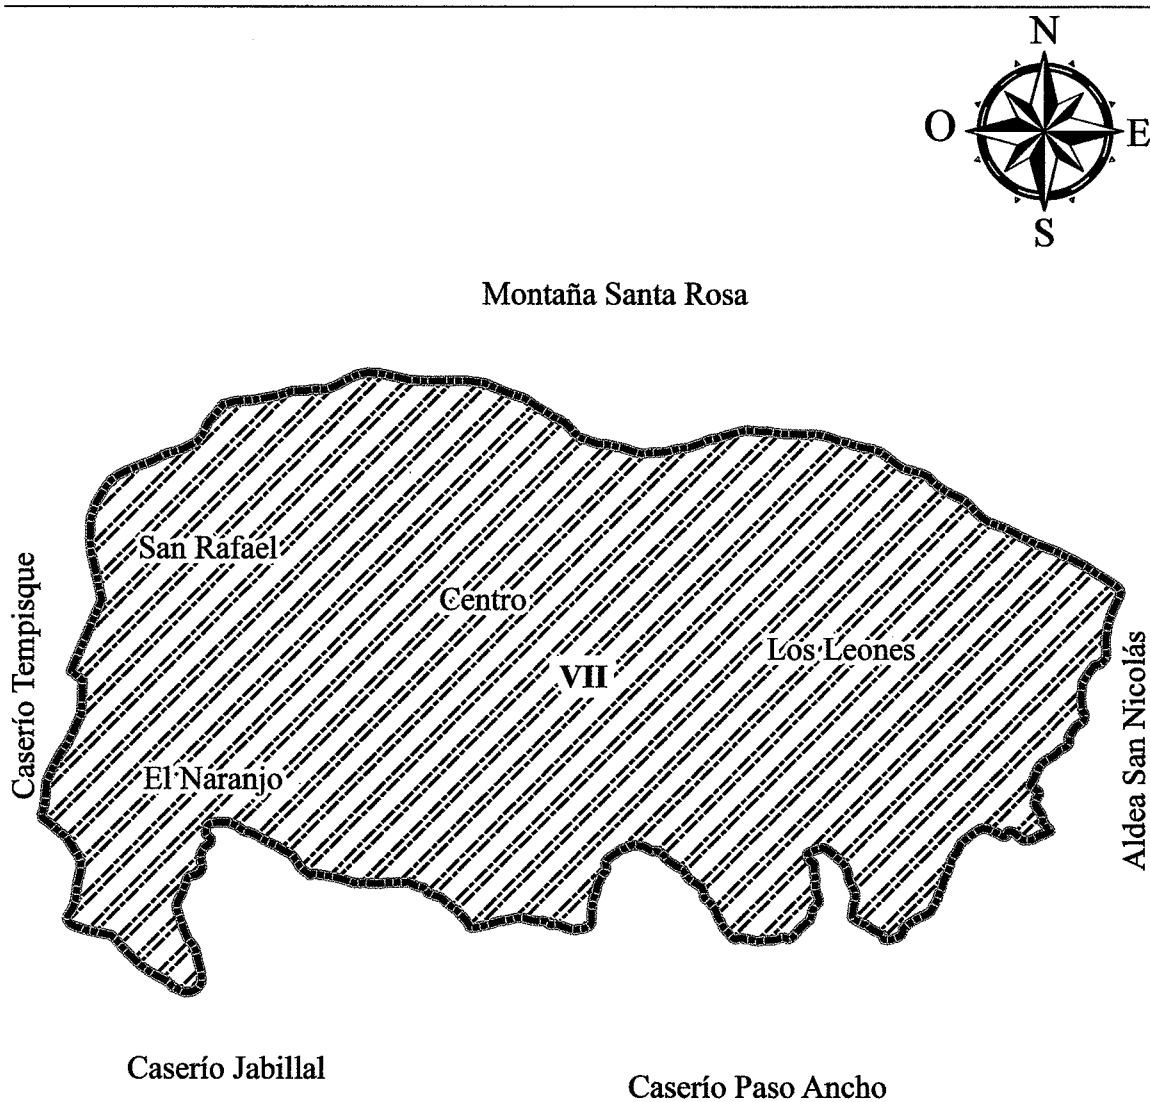 N
O
E
S
Montaña Santa Rosa
San Rafael
Centro
Los Leones
VII
El Naranjo
Caserío Tempisque
Aldea San Nicolás
Caserío Jabillal
Caserío Paso Ancho